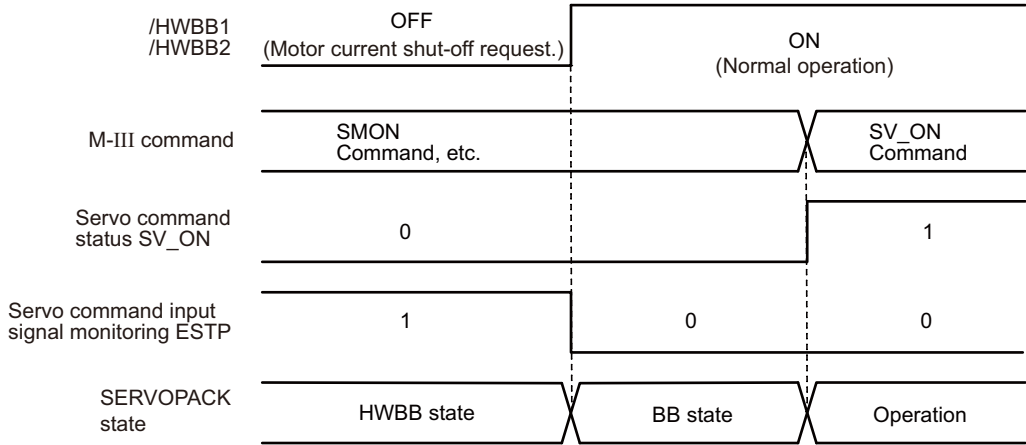 /HWBB1
/HWBB2
OFF
(Motor current shut-off request.)
ON
(Normal operation)
M-III command
SMON
Command, etc.
SV_ON
Command
Servo command
status SV_ON
0
1
Servo command input
signal monitoring ESTP
1
0
0
SERVOPACK
state
HWBB state
BB state
Operation